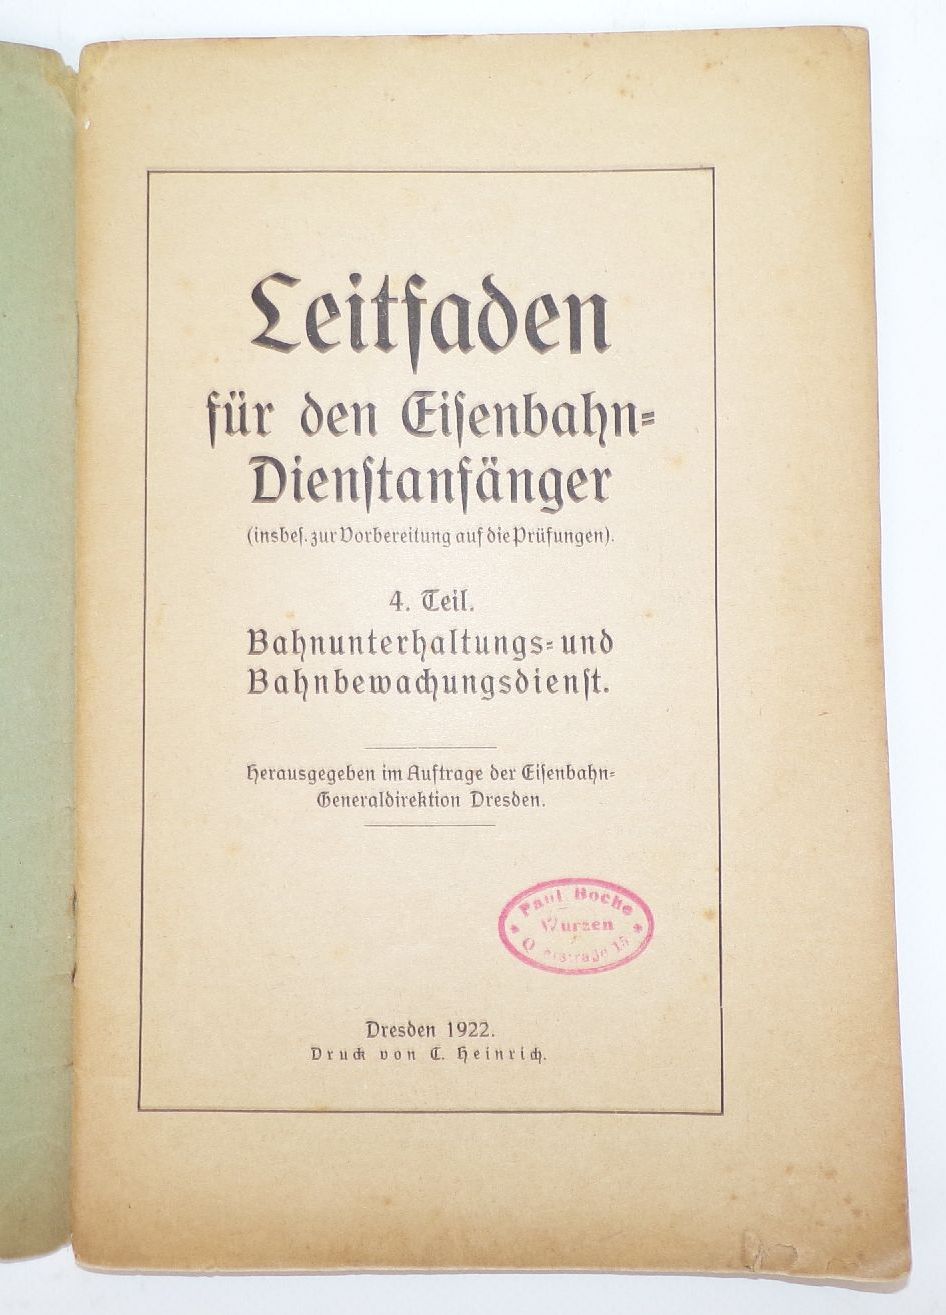 Leitfaden
für den Eiſenbahn-
Dienſtanfänger
(insbeſ. zur Vorbereitung auf die Prüfungen).
4. Teil.
Bahnunterhaltungs- und
Bahnbewachungsdienſt.
Herausgegeben im Auftrage der Eiſenbahn-
Generaldirektion Dresden.
Paul Bocke
Wurzen
Dresden 1922.
Druck von C. Heinrich.